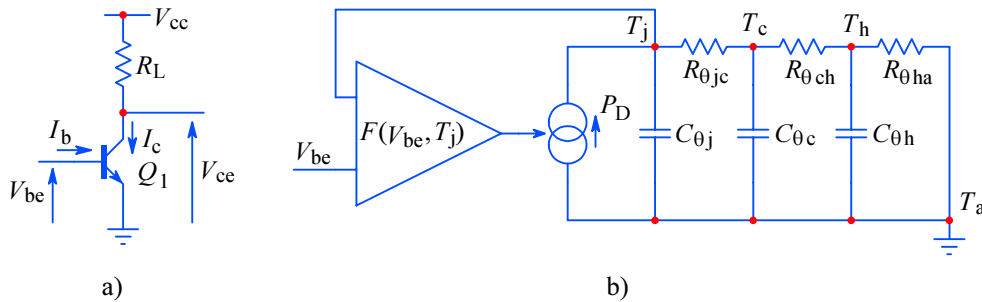 Vcc
RL
Ib
Ic
Q1
Vbe
Vce
a)
Vbe
F(Vbe, Tj)
PD
Tj
Tc
Th
Rθjc
Rθch
Rθha
Cθj
Cθc
Cθh
Ta
b)